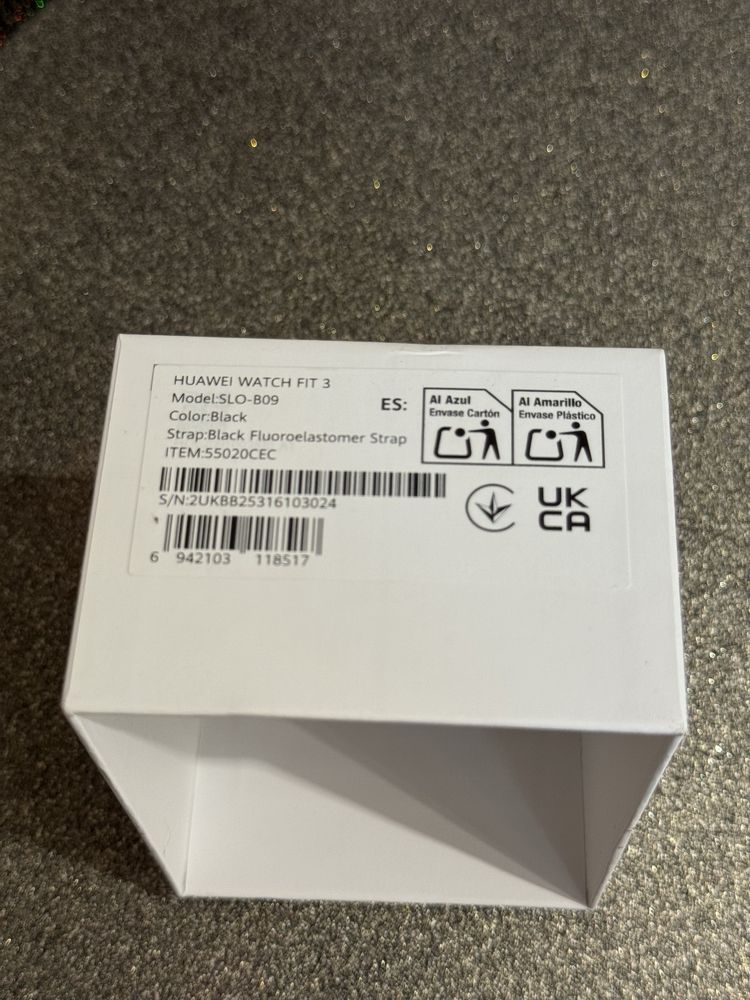 HUAWEI WATCH FIT 3
Model:SLO-B09
Color:Black
Strap:Black Fluoroelastomer Strap
ITEM:55020CEC
S/N:2UKBB25316103024
6 942103 118517
ES:
Al Azul
Envase Cartón
Al Amarillo
Envase Plástico
UK
CA